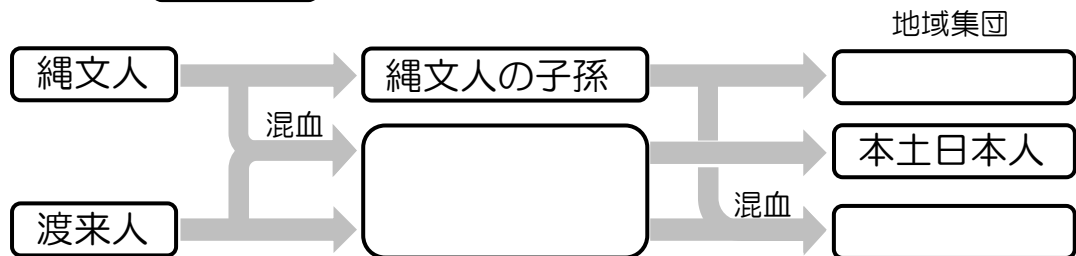 地域集団
縄文人
縄文人の子孫
混血
本土日本人
渡来人
混血